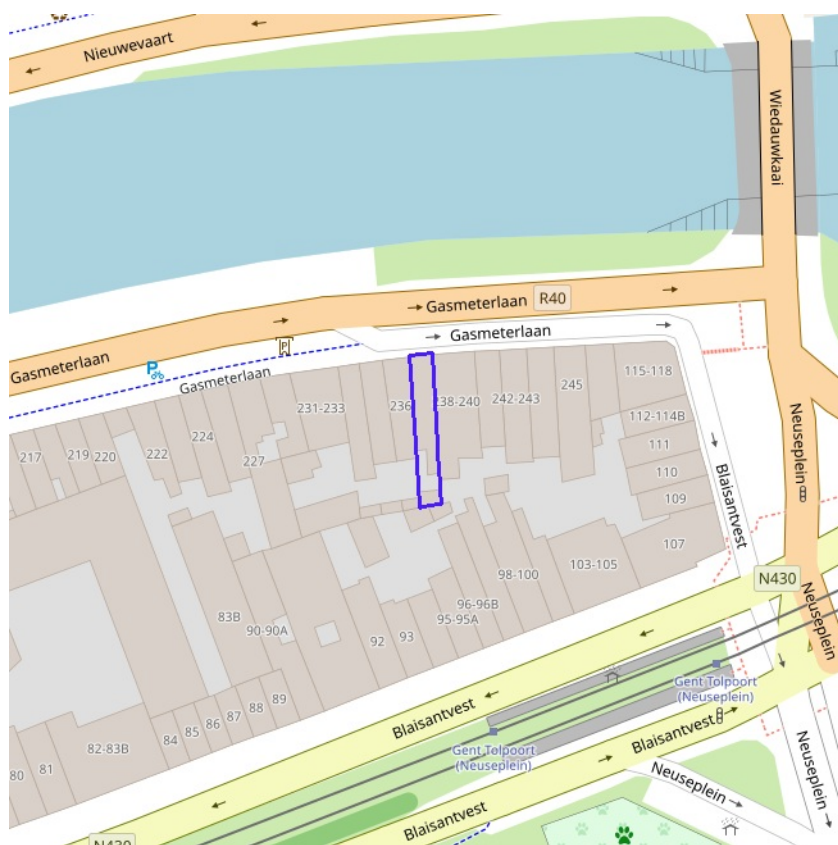 Nieuwevaart
Wiedauwkaai
Gasmeterlaan
R40
Gasmeterlaan
Gasmeterlaan
P
P
Gasmeterlaan
115-118
245
236
238-240
242-243
231-233
112-114B
224
111
222
217
219
220
227
110
109
Neuseplein
Blaisantvest
107
103-105
98-100
N430
Neuseplein
96-96B
95-95A
83B
90-90A
92
93
Gent Tolpoort
(Neuseplein)
89
88
87
86
85
84
Blaisantvest
82-83B
81
80
Gent Tolpoort
(Neuseplein)
Blaisantvest
Neuseplein
Neuseplein
Blaisantvest
N430